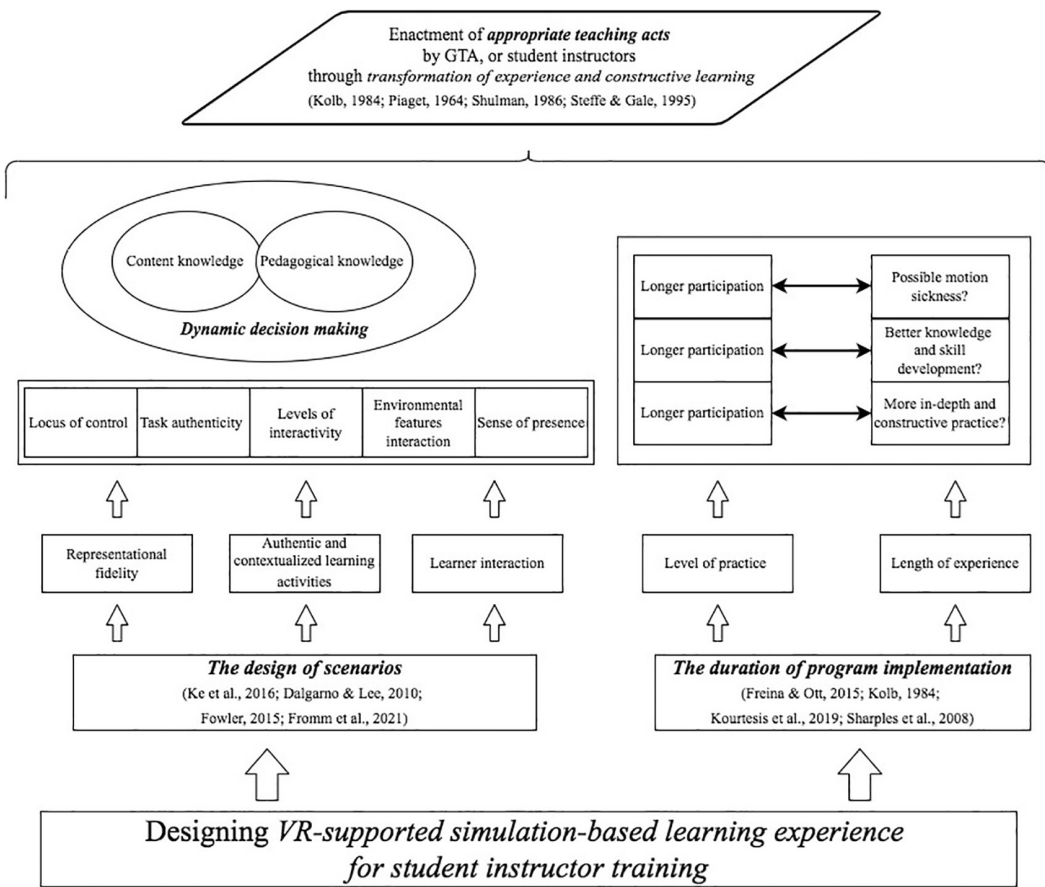 Enactment of appropriate teaching acts
by GTA, or student instructors
through transformation of experience and constructive learning
(Kolb, 1984; Piaget, 1964; Shulman, 1986; Steffe & Gale, 1995)
Content knowledge
Pedagogical knowledge
Dynamic decision making
Locus of control
Task authenticity
Levels of
interactivity
Environmental
features
interaction
Sense of presence
Longer participation
Possible motion
sickness?
Longer participation
Better knowledge
and skill
development?
Longer participation
More in-depth and
constructive practice?
Representational
fidelity
Authentic and
contextualized learning
activities
Learner interaction
Level of practice
Length of experience
The design of scenarios
(Ke et al., 2016; Dalgarno & Lee, 2010;
Fowler, 2015; Fromm et al., 2021)
The duration of program implementation
(Freina & Ott, 2015; Kolb, 1984;
Kourtesis et al., 2019; Sharples et al., 2008)
Designing VR-supported simulation-based learning experience
for student instructor training